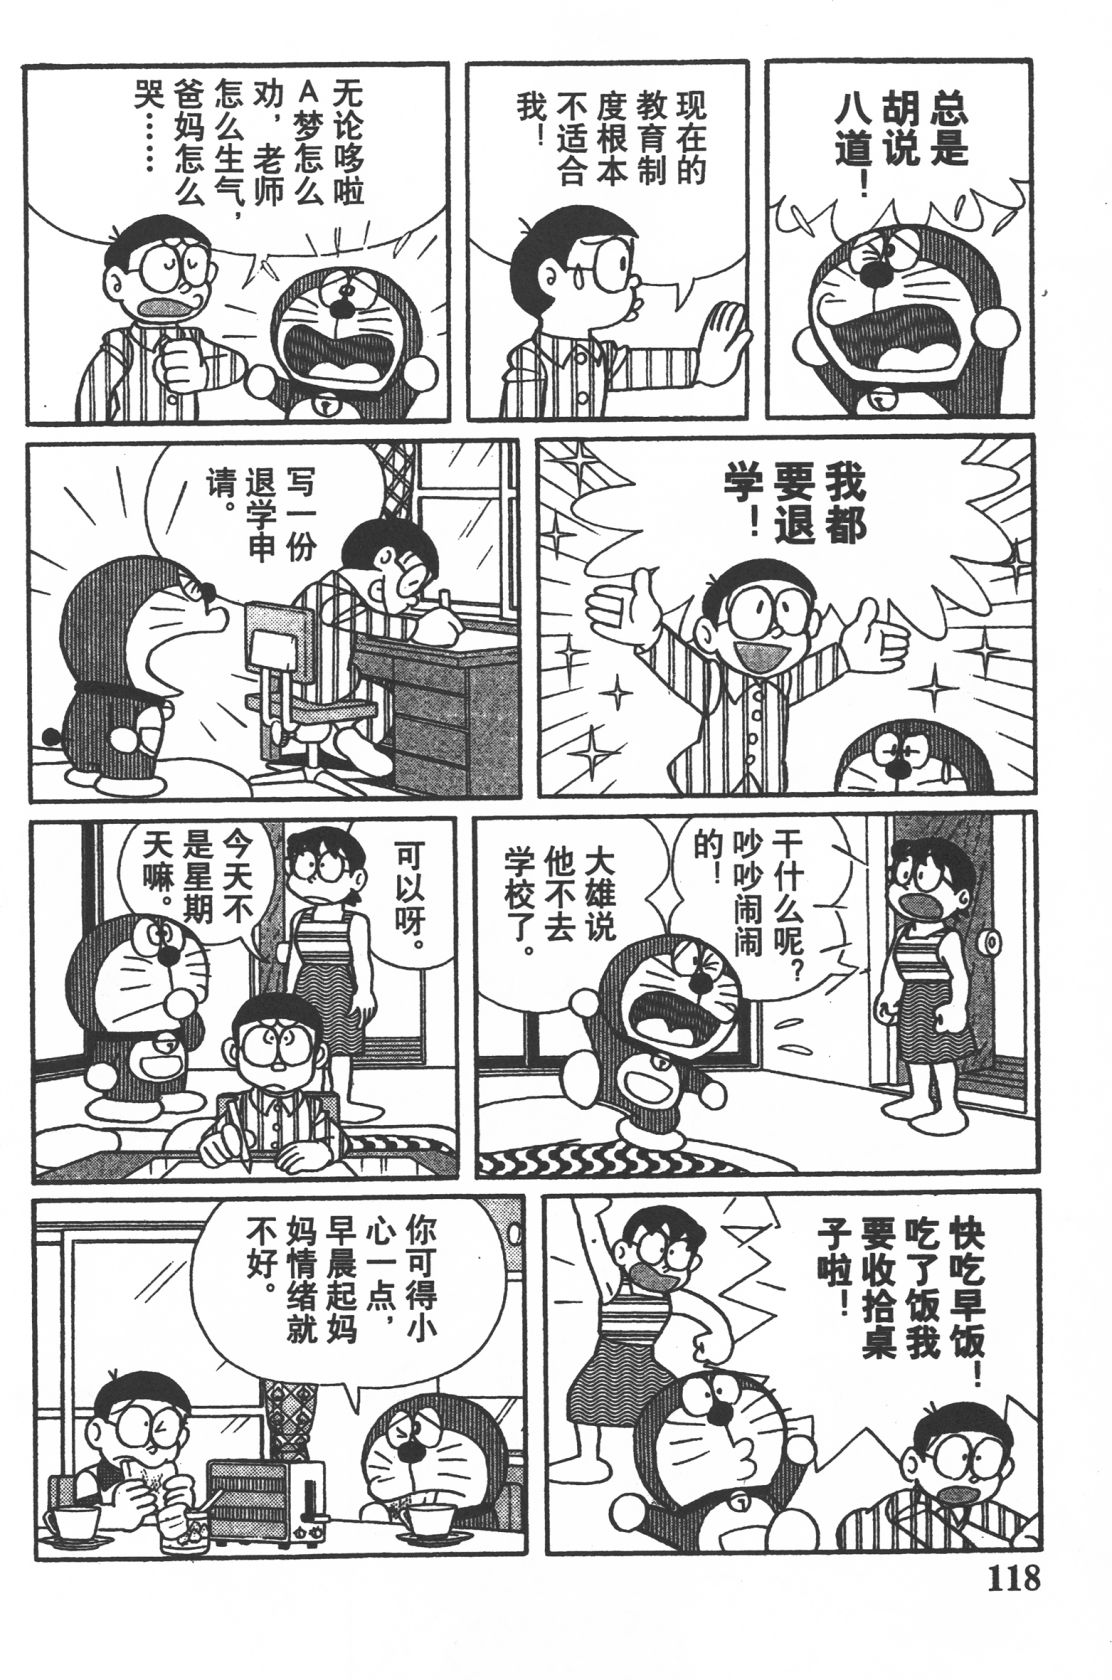 总是
胡说
八道！
现在的
教育制
度根本
不适合
我！
无论哆啦
A梦怎么
劝，老师
怎么生气，
爸妈怎么
哭……
我都
要退
学！
写一份
退学申
请。
干什么呢？
吵吵闹闹
的！
大雄说
他不去
学校了。
可以呀。
今天不
是星期
天嘛。
快吃早饭！
吃了饭我
要收拾桌
子啦！
你可得小
心一点，
早晨起妈
妈情绪就
不好。
118